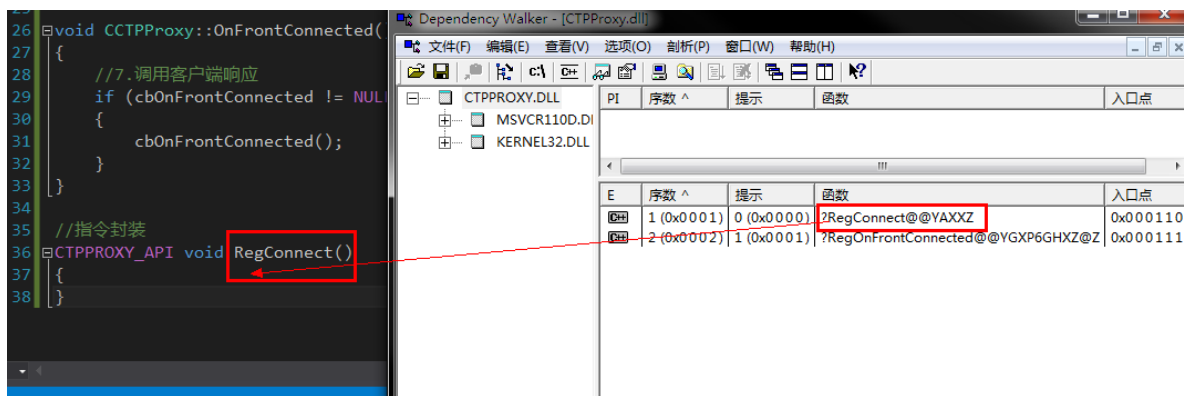 26 void CCTPProxy::OnFrontConnected(
27 {
28 //7.调用客户端响应
29 if (cbOnFrontConnected != NUL
30 {
31 cbOnFrontConnected();
32 }
33 }
34
35 //指令封装
36 CTPPROXY_API void RegConnect()
37 {
38 }
Dependency Walker - [CTPProxy.dll]
文件(F) 编辑(E) 查看(V) 选项(O) 剖析(P) 窗口(W) 帮助(H)
c:\ C++
CTPPROXY.DLL
MSVCR110D.DI
KERNEL32.DLL
PI 序数 ^ 提示 函数 入口点
E 序数 ^ 提示 函数 入口点
C++ 1 (0x0001) 0 (0x0000) ?RegConnect@@YAXXZ 0x000110
C++ 2 (0x0002) 1 (0x0001) ?RegOnFrontConnected@@YGXP6GHXZ@Z 0x000111